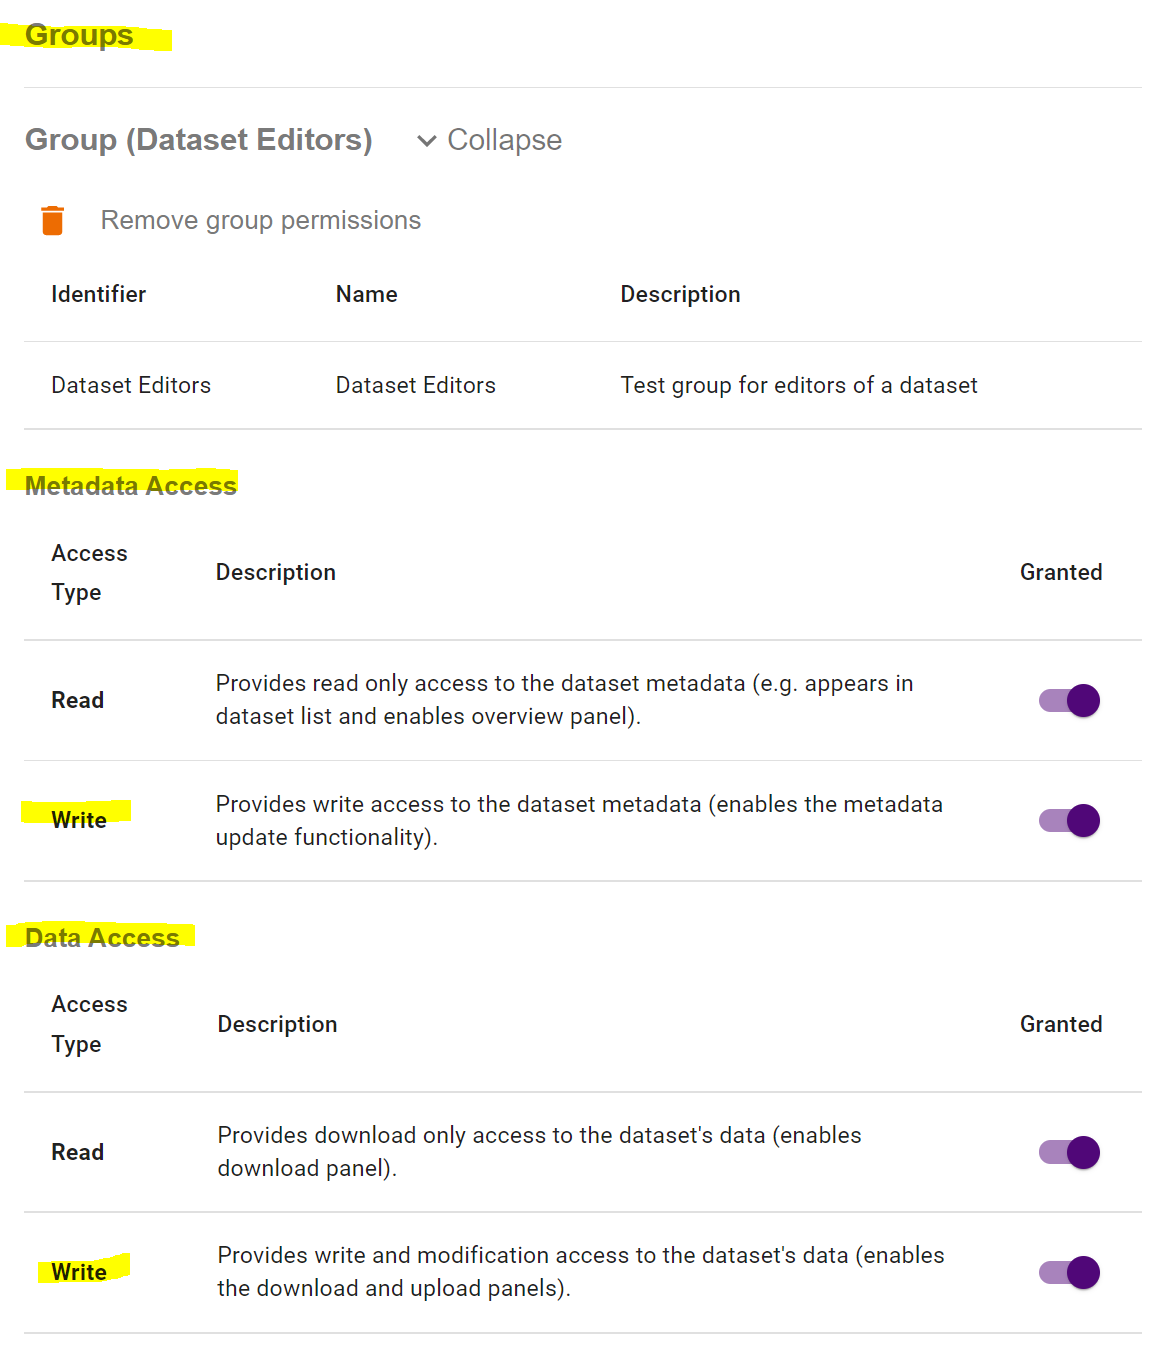 Groups
Group (Dataset Editors) Collapse
Remove group permissions
Identifier Name Description
Dataset Editors Dataset Editors Test group for editors of a dataset
Metadata Access
Access
Type
Description
Granted
Read
Provides read only access to the dataset metadata (e.g. appears in
dataset list and enables overview panel).
Write
Provides write access to the dataset metadata (enables the metadata
update functionality).
Data Access
Access
Type
Description
Granted
Read
Provides download only access to the dataset's data (enables
download panel).
Write
Provides write and modification access to the dataset's data (enables
the download and upload panels).